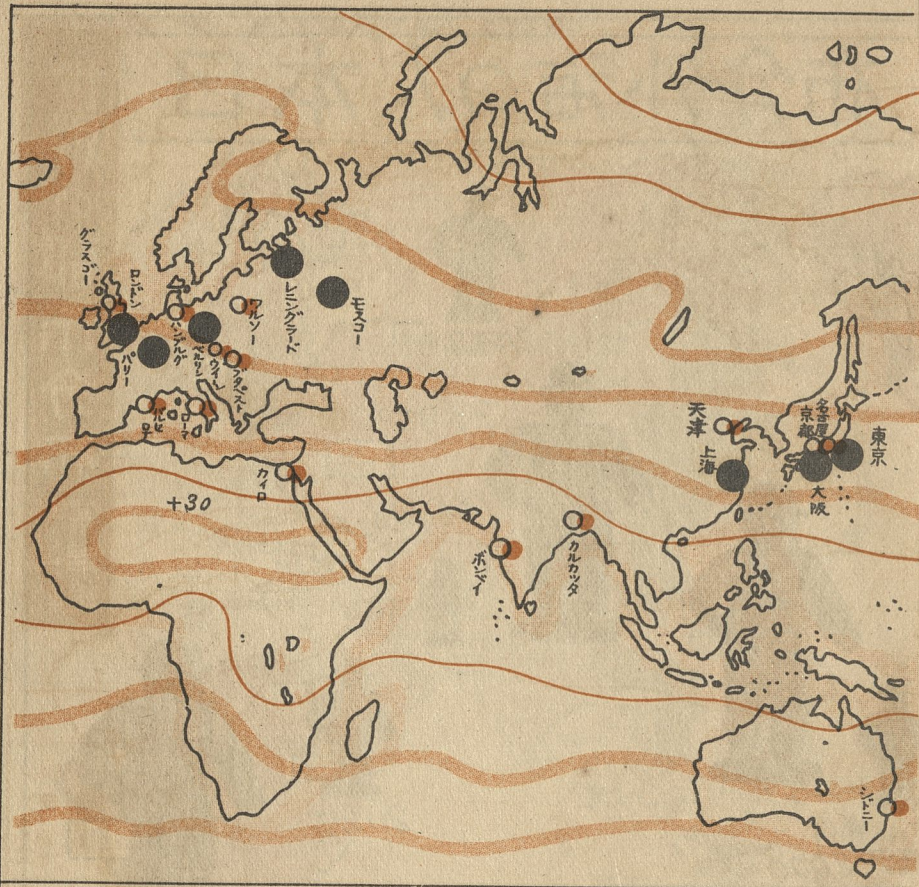 グラスゴー
ロンドン
パリー
ハンブルグ
ベルリン
ワルソー
レニングラード
モスコー
ウイーン
ブタペスト
バルセロナ
ローマ
カイロ
+30
ボンベイ
カルカッタ
天津
上海
京都
名古屋
大阪
東京
シドニー